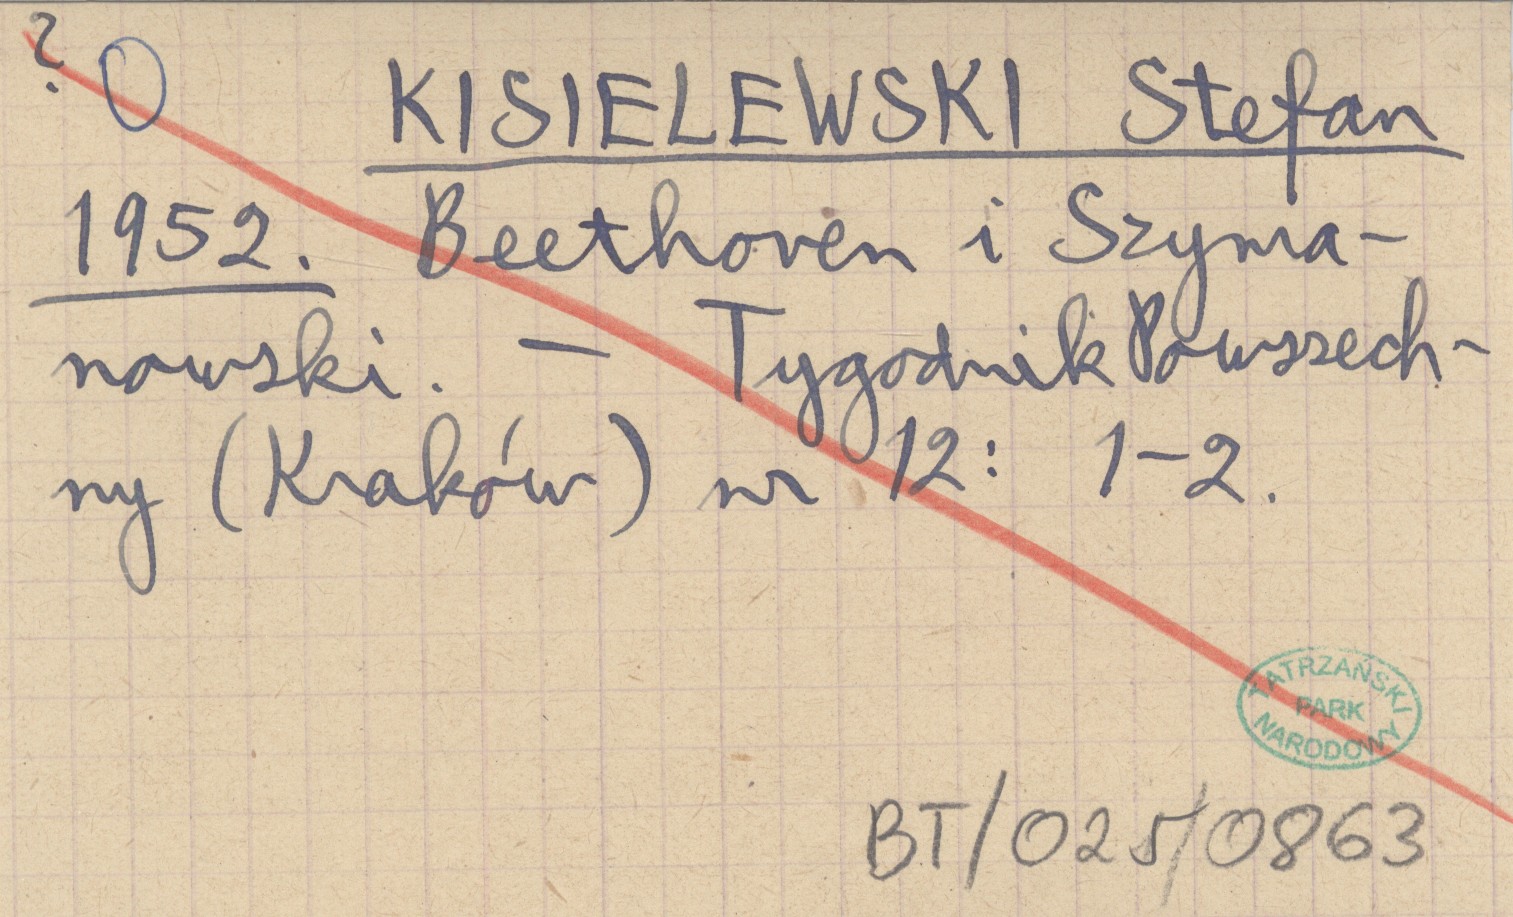 ? O KISIELEWSKI Stefan
1952. Beethoven i Szyma-
nowski. — Tygodnik Powszech-
ny (Kraków) nr 12: 1-2.
TATRZAŃSKI
PARK
NARODOWY
BT/025/0863